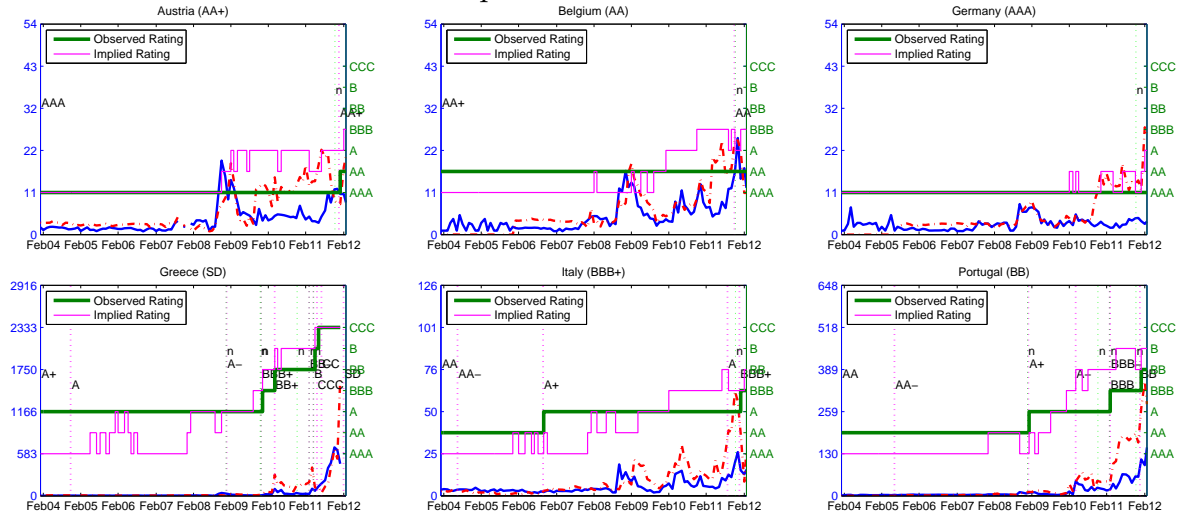 Austria (AA+)
Belgium (AA)
Germany (AAA)
54
43
32
22
11
0
Observed Rating
Implied Rating
AAA
n
AA+
CCC
B
BB
BBB
A
AA
AAA
Feb04 Feb05 Feb06 Feb07 Feb08 Feb09 Feb10 Feb11 Feb12
54
43
32
22
11
0
Observed Rating
Implied Rating
AA+
n
AA
CCC
B
BB
BBB
A
AA
AAA
Feb04 Feb05 Feb06 Feb07 Feb08 Feb09 Feb10 Feb11 Feb12
54
43
32
22
11
0
Observed Rating
Implied Rating
n
CCC
B
BB
BBB
A
AA
AAA
Feb04 Feb05 Feb06 Feb07 Feb08 Feb09 Feb10 Feb11 Feb12
Greece (SD)
Italy (BBB+)
Portugal (BB)
2916
2333
1750
1166
583
0
Observed Rating
Implied Rating
A+
A
n
A−
n
BBB+
n
BB+
n
n
B
CC
CCC
SD
CCC
B
BB
BBB
A
AA
AAA
Feb04 Feb05 Feb06 Feb07 Feb08 Feb09 Feb10 Feb11 Feb12
126
101
76
50
25
0
Observed Rating
Implied Rating
AA
AA−
A+
n
A
n
BBB+
CCC
B
BB
BBB
A
AA
AAA
Feb04 Feb05 Feb06 Feb07 Feb08 Feb09 Feb10 Feb11 Feb12
648
518
389
259
130
0
Observed Rating
Implied Rating
AA
AA−
n
A+
n
A−
n
n
BBB−
BBB
n
BB
CCC
B
BB
BBB
A
AA
AAA
Feb04 Feb05 Feb06 Feb07 Feb08 Feb09 Feb10 Feb11 Feb12